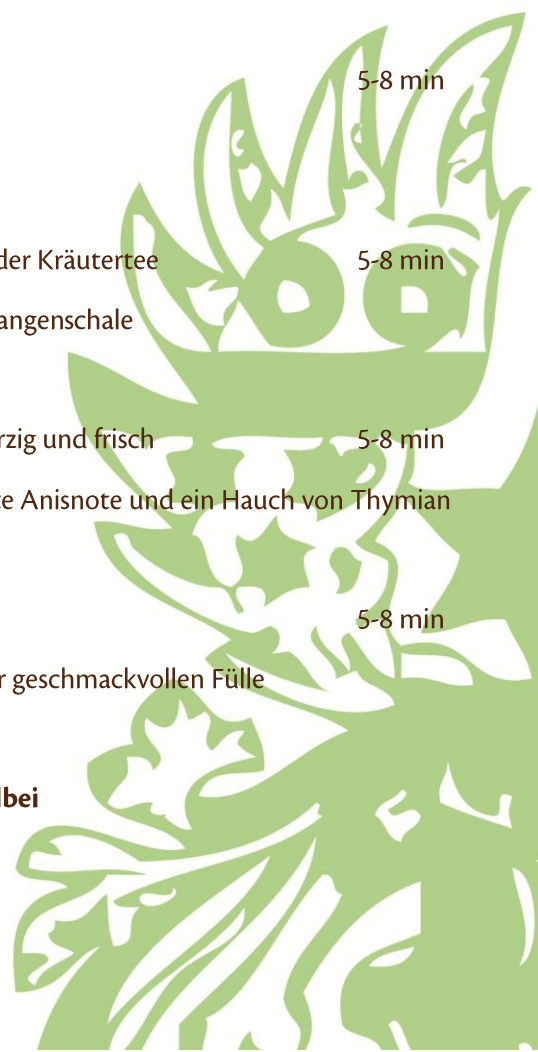 5-8 min
der Kräutertee 5-8 min
angenschale
rzig und frisch 5-8 min
te Anisnote und ein Hauch von Thymian
5-8 min
r geschmackvollen Fülle
lbei